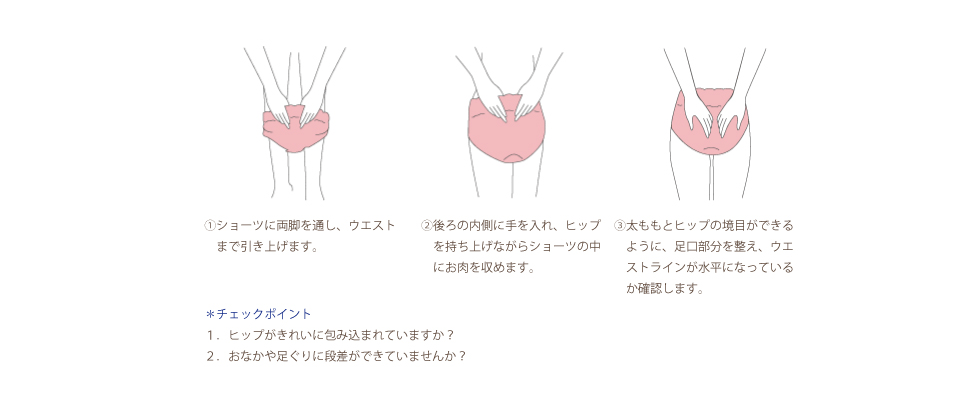 ①ショーツに両脚を通し、ウエスト
まで引き上げます。
②後ろの内側に手を入れ、ヒップ
を持ち上げながらショーツの中
にお肉を収めます。
③太ももとヒップの境目ができる
ように、足口部分を整え、ウエ
ストラインが水平になっている
か確認します。
＊チェックポイント
１．ヒップがきれいに包み込まれていますか？
２．おなかや足ぐりに段差ができていませんか？